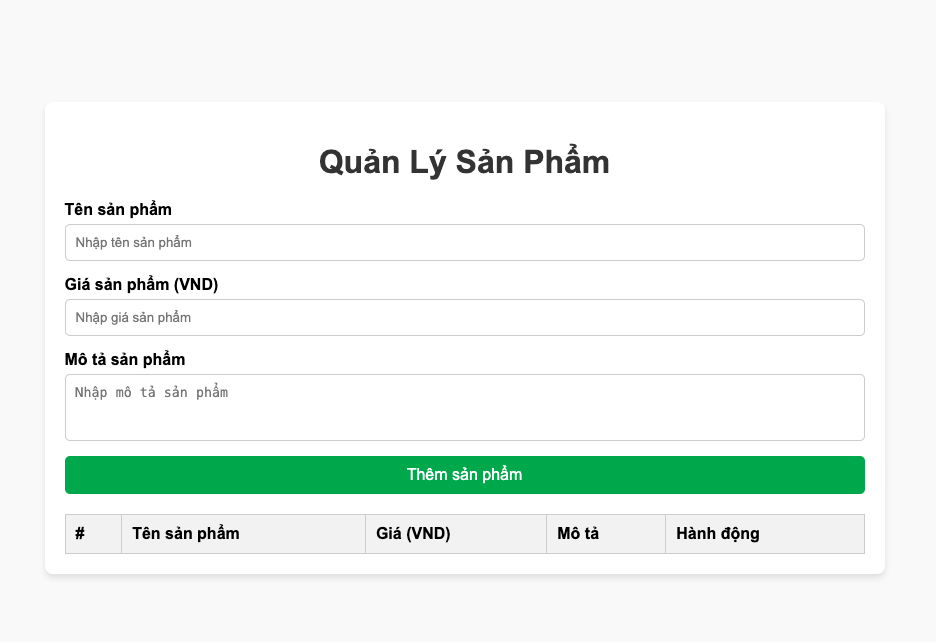 Quản Lý Sản Phẩm
Tên sản phẩm
Nhập tên sản phẩm
Giá sản phẩm (VND)
Nhập giá sản phẩm
Mô tả sản phẩm
Nhập mô tả sản phẩm
Thêm sản phẩm
# Tên sản phẩm Giá (VND) Mô tả Hành động